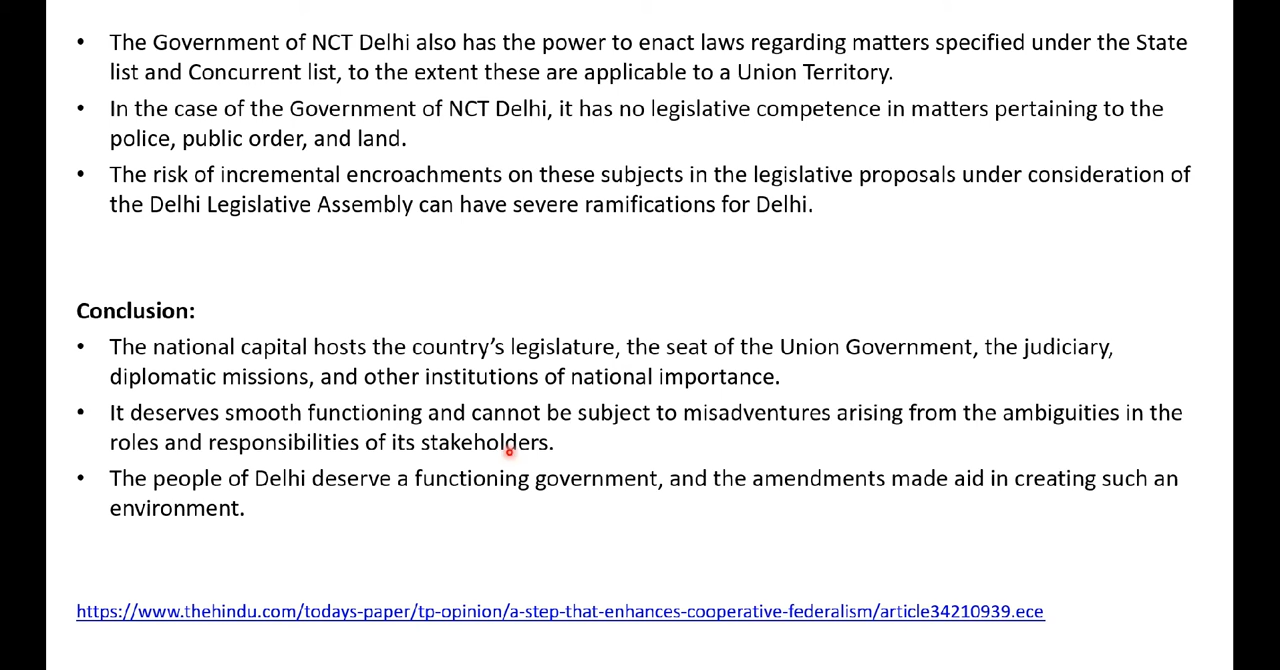 • The Government of NCT Delhi also has the power to enact laws regarding matters specified under the State
list and Concurrent list, to the extent these are applicable to a Union Territory.
• In the case of the Government of NCT Delhi, it has no legislative competence in matters pertaining to the
police, public order, and land.
• The risk of incremental encroachments on these subjects in the legislative proposals under consideration of
the Delhi Legislative Assembly can have severe ramifications for Delhi.
Conclusion:
• The national capital hosts the country’s legislature, the seat of the Union Government, the judiciary,
diplomatic missions, and other institutions of national importance.
• It deserves smooth functioning and cannot be subject to misadventures arising from the ambiguities in the
roles and responsibilities of its stakeholders.
• The people of Delhi deserve a functioning government, and the amendments made aid in creating such an
environment.
https://www.thehindu.com/todays-paper/tp-opinion/a-step-that-enhances-cooperative-federalism/article34210939.ece